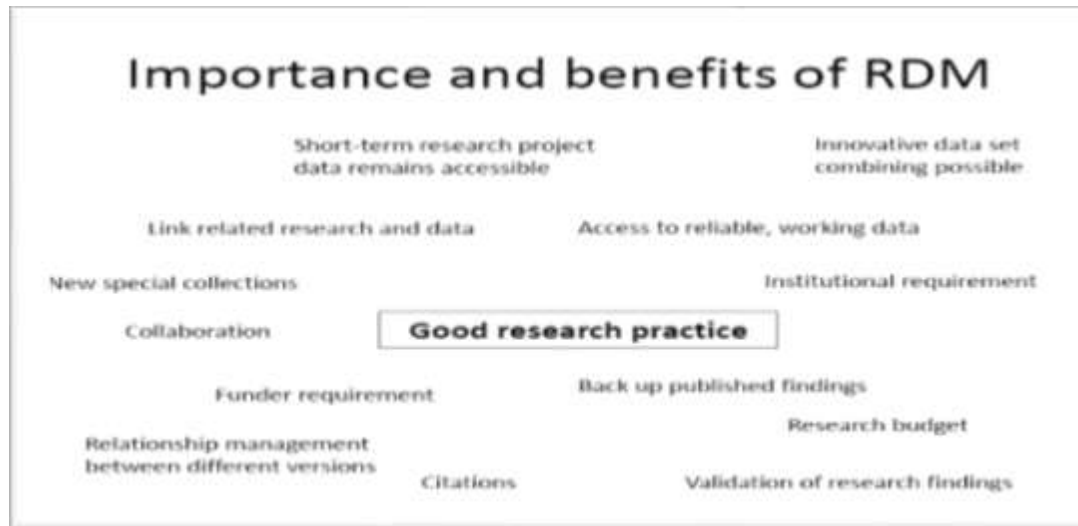 Importance and benefits of RDM
Short-term research project
data remains accessible
Innovative data set
combining possible
Link related research and data
Access to reliable, working data
New special collections
Institutional requirement
Collaboration
Good research practice
Funder requirement
Back up published findings
Research budget
Relationship management
between different versions
Citations
Validation of research findings